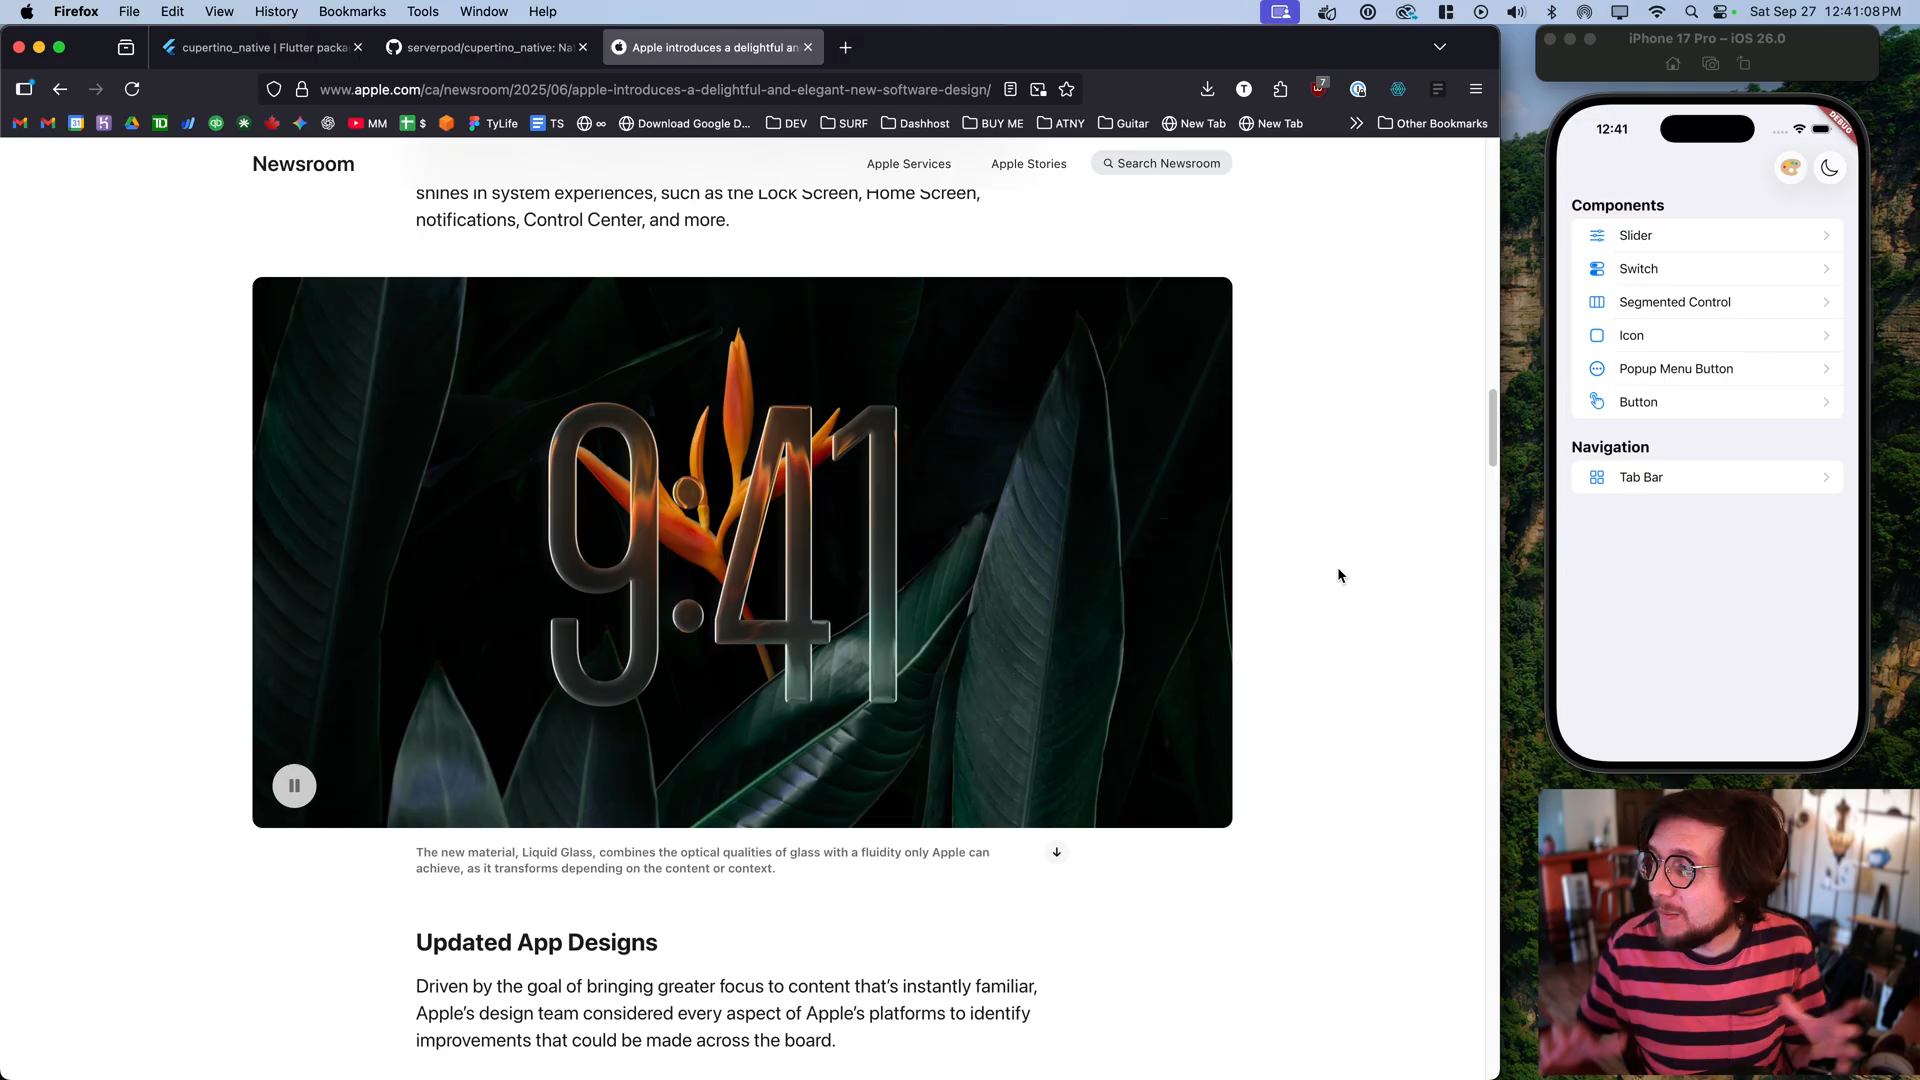 Firefox File Edit View History Bookmarks Tools Window Help Sat Sep 27 12:41:08 PM
cupertino_native | Flutter packa serverpod/cupertino_native: Na Apple introduces a delightful an
www.apple.com/ca/newsroom/2025/06/apple-introduces-a-delightful-and-elegant-new-software-design/ T 7
31 TD MM $ TyLife TS ∞ Download Google D... DEV SURF Dashhost BUY ME ATNY Guitar New Tab New Tab Other Bookmarks
Newsroom Apple Services Apple Stories Search Newsroom
shines in system experiences, such as the Lock Screen, Home Screen,
notifications, Control Center, and more.
9:41
The new material, Liquid Glass, combines the optical qualities of glass with a fluidity only Apple can
achieve, as it transforms depending on the content or context.
Updated App Designs
Driven by the goal of bringing greater focus to content that's instantly familiar,
Apple's design team considered every aspect of Apple's platforms to identify
improvements that could be made across the board.
iPhone 17 Pro – iOS 26.0
12:41
DEBUG
Components
Slider
Switch
Segmented Control
Icon
Popup Menu Button
Button
Navigation
Tab Bar